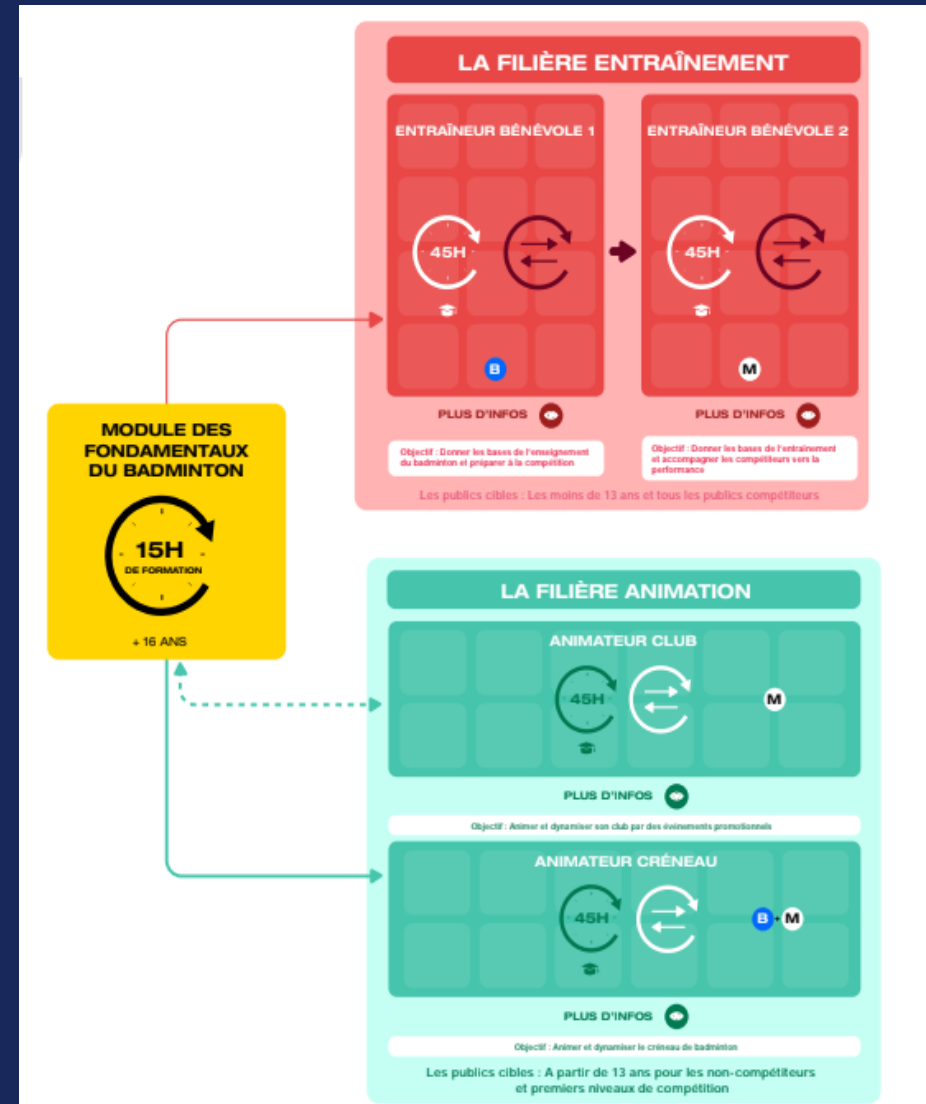 LA FILIÈRE ENTRAÎNEMENT
ENTRAÎNEUR BÉNÉVOLE 1
45H
B
PLUS D'INFOS
Objectif : Donner les bases de l'enseignement
du badminton et préparer à la compétition
ENTRAÎNEUR BÉNÉVOLE 2
45H
M
PLUS D'INFOS
Objectif : Donner les bases de l'entraînement
et accompagner les compétiteurs vers la
performance
Les publics cibles : Les moins de 13 ans et tous les publics compétiteurs
MODULE DES
FONDAMENTAUX
DU BADMINTON
15H
DE FORMATION
+ 16 ANS
LA FILIÈRE ANIMATION
ANIMATEUR CLUB
45H
M
PLUS D'INFOS
Objectif : Animer et dynamiser son club par des événements promotionnels
ANIMATEUR CRÉNEAU
45H
B + M
PLUS D'INFOS
Objectif : Animer et dynamiser le créneau de badminton
Les publics cibles : A partir de 13 ans pour les non-compétiteurs
et premiers niveaux de compétition